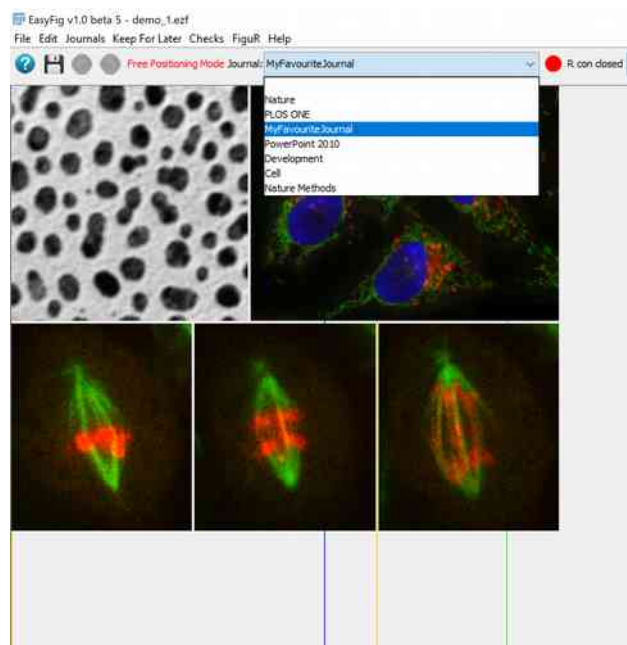 EasyFig v1.0 beta 5 - demo_1.ezf
File Edit Journals Keep For Later Checks FiguR Help
Free Positioning Mode Journal: MyFavouriteJournal R con closed
Nature
PLOS ONE
MyFavouriteJournal
PowerPoint 2010
Development
Cell
Nature Methods